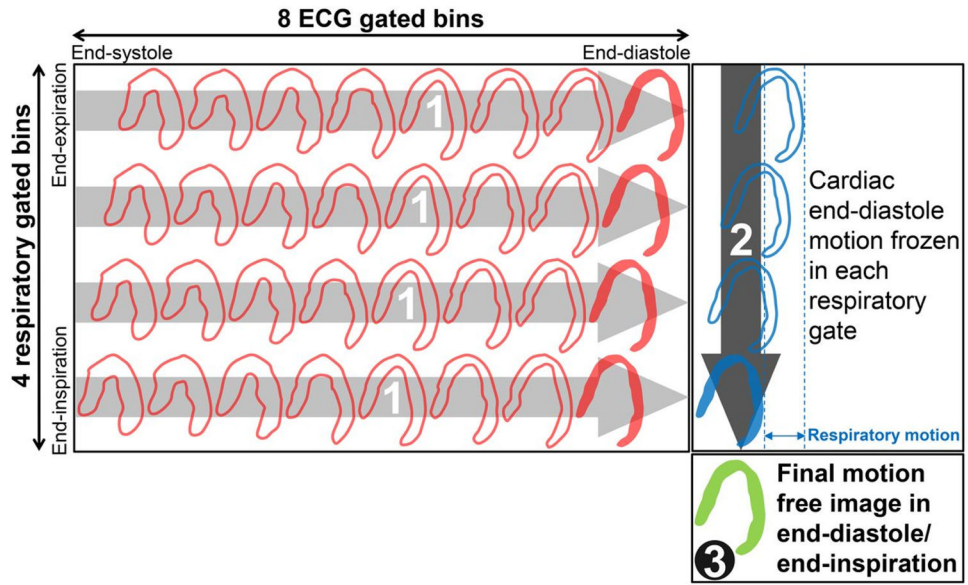 8 ECG gated bins
End-systole
End-diastole
4 respiratory gated bins
End-expiration
End-inspiration
1
1
1
1
2
Cardiac
end-diastole
motion frozen
in each
respiratory
gate
Respiratory motion
3
Final motion
free image in
end-diastole/
end-inspiration